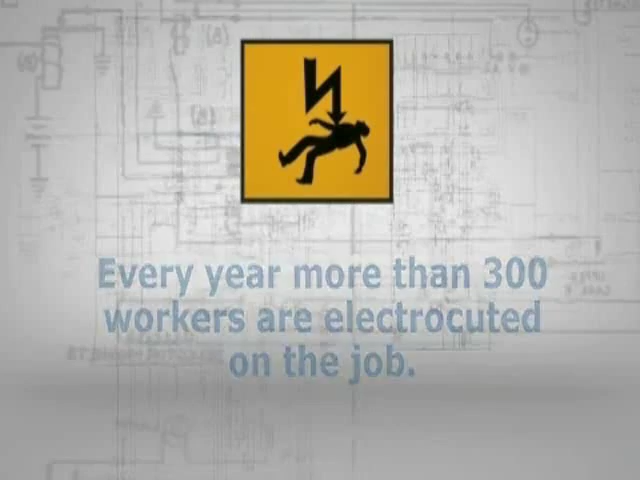 Every year more than 300
workers are electrocuted
on the job.